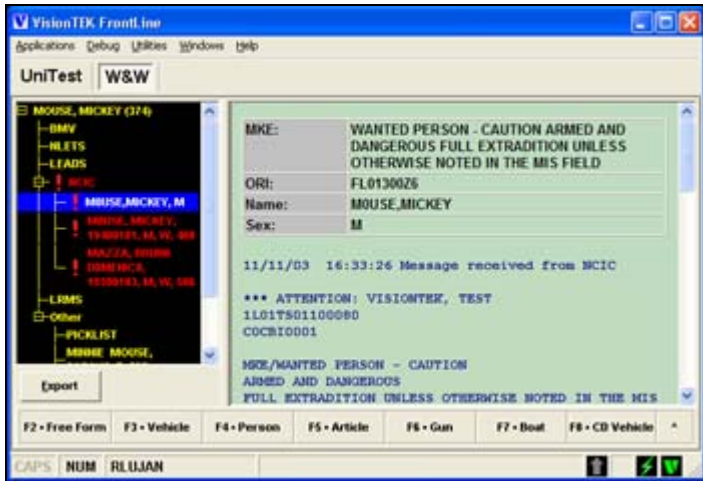 VisionTEK FrontLine
Applications Debug Utilities Windows Help
UniTest W&W
MOUSE, MICKEY (374)
BMV
NLETS
LEADS
! NCIC
! MOUSE,MICKEY, M
! MOUSE, MICKEY,
! MAZZA,
LRMS
Other
PICKLIST
MINNIE MOUSE,
Export
MKE: WANTED PERSON - CAUTION ARMED AND
DANGEROUS FULL EXTRADITION UNLESS
OTHERWISE NOTED IN THE MIS FIELD
ORI: FL01300Z6
Name: MOUSE,MICKEY
Sex: M
11/11/03 16:33:26 Message received from NCIC
*** ATTENTION: VISIONTEK, TEST
1L01TS01100080
COCBI0001
MKE/WANTED PERSON - CAUTION
ARMED AND DANGEROUS
FULL EXTRADITION UNLESS OTHERWISE NOTED IN THE MIS
F2 • Free Form F3 • Vehicle F4 • Person F5 • Article F6 • Gun F7 • Boat F8 • CD Vehicle ^
CAPS NUM RLUJAN